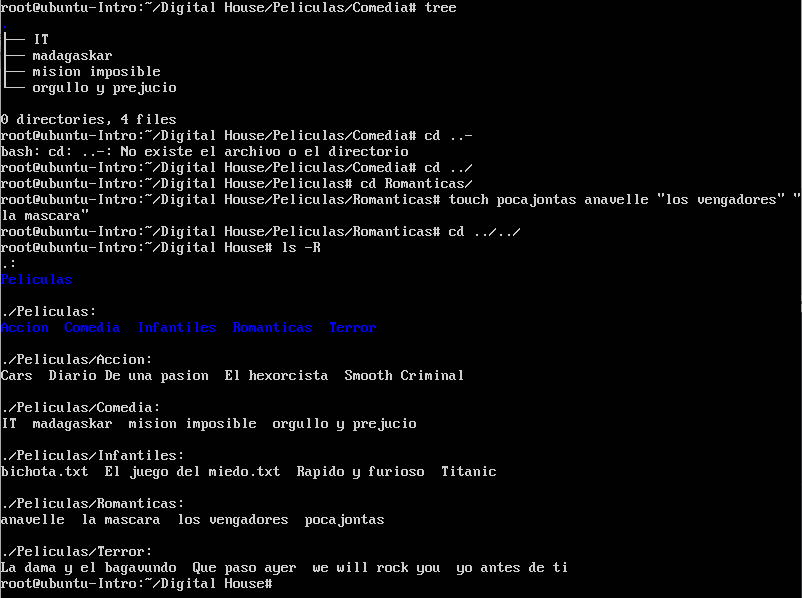 root@ubuntu-Intro:~/Digital House/Peliculas/Comedia# tree
.
├── IT
├── madagaskar
├── mision imposible
└── orgullo y prejucio
0 directories, 4 files
root@ubuntu-Intro:~/Digital House/Peliculas/Comedia# cd ..-
bash: cd: ..-: No existe el archivo o el directorio
root@ubuntu-Intro:~/Digital House/Peliculas/Comedia# cd ../
root@ubuntu-Intro:~/Digital House/Peliculas# cd Romanticas/
root@ubuntu-Intro:~/Digital House/Peliculas/Romanticas# touch pocajontas anavelle "los vengadores" "
la mascara"
root@ubuntu-Intro:~/Digital House/Peliculas/Romanticas# cd ../../
root@ubuntu-Intro:~/Digital House# ls -R
.:
Peliculas
./Peliculas:
Accion  Comedia  Infantiles  Romanticas  Terror
./Peliculas/Accion:
Cars  Diario De una pasion  El hexorcista  Smooth Criminal
./Peliculas/Comedia:
IT  madagaskar  mision imposible  orgullo y prejucio
./Peliculas/Infantiles:
bichota.txt  El juego del miedo.txt  Rapido y furioso  Titanic
./Peliculas/Romanticas:
anavelle  la mascara  los vengadores  pocajontas
./Peliculas/Terror:
La dama y el bagavundo  Que paso ayer  we will rock you  yo antes de ti
root@ubuntu-Intro:~/Digital House#